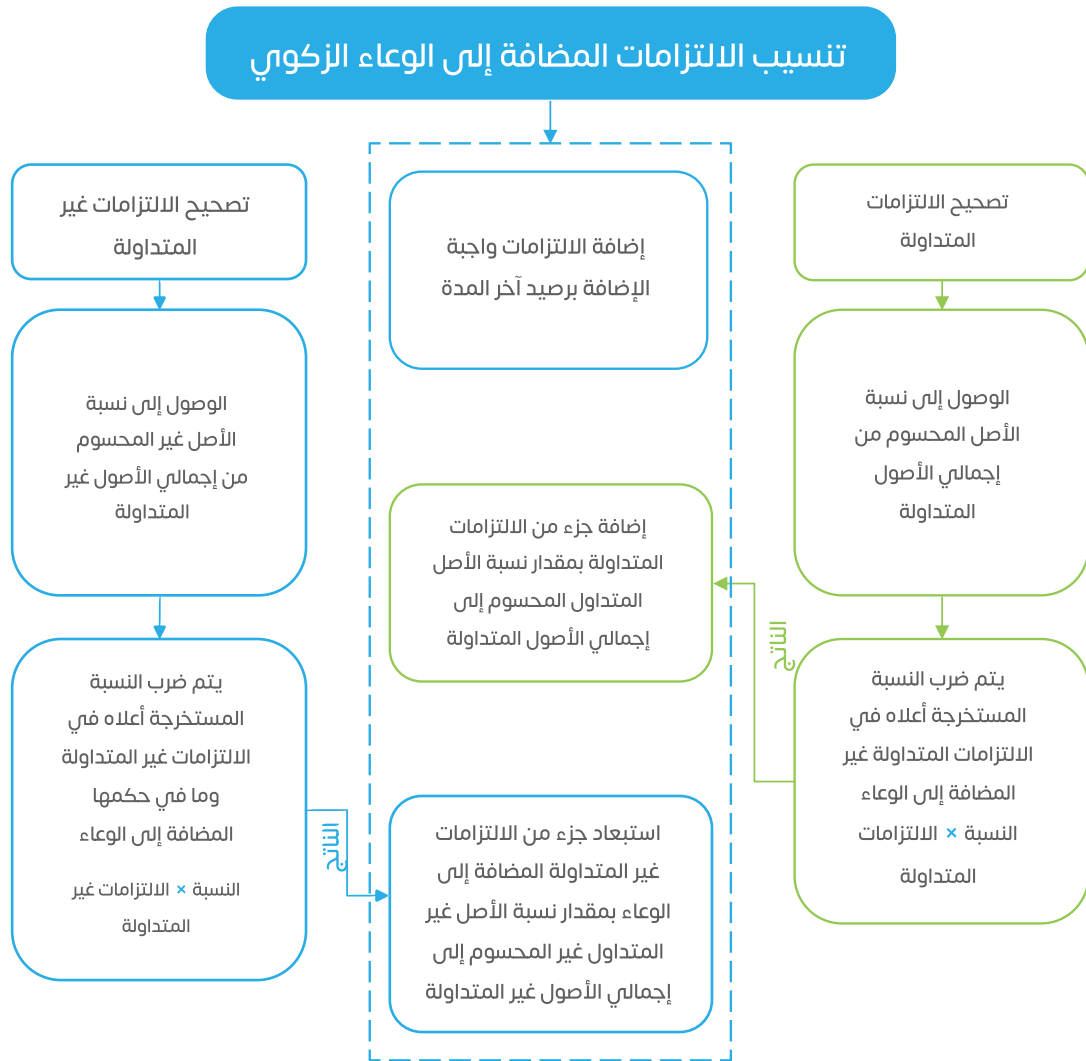 تنسيب الالتزامات المضافة إلى الوعاء الزكوي
تصحيح الالتزامات
المتداولة
الوصول إلى نسبة
الأصل المحسوم من
إجمالي الأصول
المتداولة
يتم ضرب النسبة
المستخرجة أعلاه في
الالتزامات المتداولة غير
المضافة إلى الوعاء
النسبة × الالتزامات
المتداولة
الناتج
إضافة الالتزامات واجبة
الإضافة برصيد آخر المدة
إضافة جزء من الالتزامات
المتداولة بمقدار نسبة الأصل
المتداول المحسوم إلى
إجمالي الأصول المتداولة
استبعاد جزء من الالتزامات
غير المتداولة المضافة إلى
الوعاء بمقدار نسبة الأصل غير
المتداول غير المحسوم إلى
إجمالي الأصول غير المتداولة
تصحيح الالتزامات غير
المتداولة
الوصول إلى نسبة
الأصل غير المحسوم
من إجمالي الأصول غير
المتداولة
يتم ضرب النسبة
المستخرجة أعلاه في
الالتزامات غير المتداولة
وما في حكمها
المضافة إلى الوعاء
النسبة × الالتزامات غير
المتداولة
الناتج